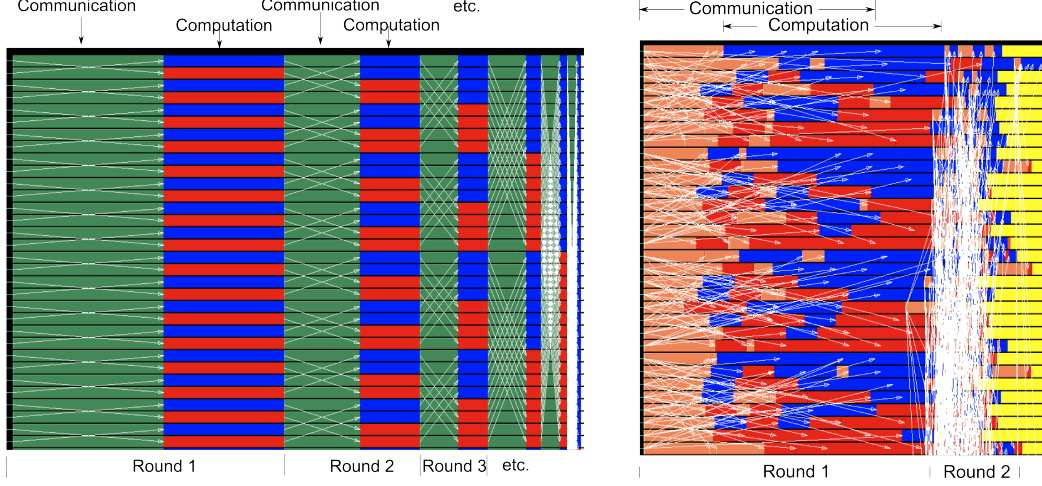 Communication
Communication
etc.
Computation
Computation
Round 1
Round 2
Round 3
etc.
Communication
Computation
Round 1
Round 2